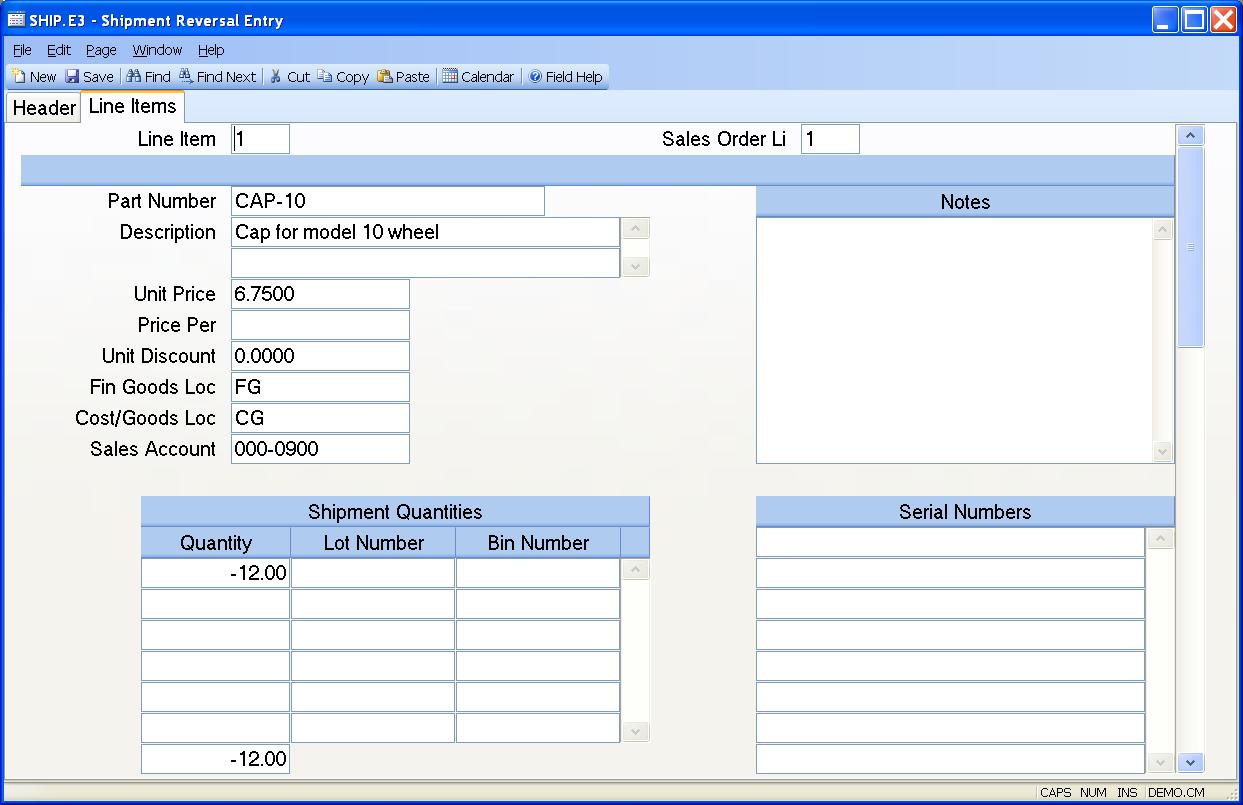 SHIP.E3 - Shipment Reversal Entry
File Edit Page Window Help
New Save Find Find Next Cut Copy Paste Calendar Field Help
Header Line Items
Line Item 1 Sales Order Li 1
Part Number CAP-10 Notes
Description Cap for model 10 wheel
Unit Price 6.7500
Price Per
Unit Discount 0.0000
Fin Goods Loc FG
Cost/Goods Loc CG
Sales Account 000-0900
Shipment Quantities Serial Numbers
Quantity Lot Number Bin Number
-12.00
-12.00
CAPS NUM INS DEMO.CM